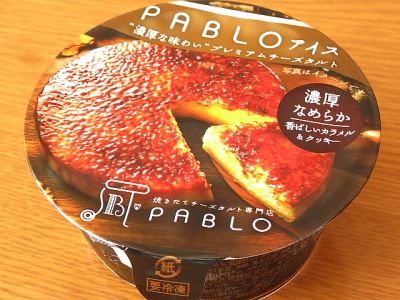 PABLOアイス
"濃厚な味わい"プレミアムチーズタルト
写真はイメージです
濃厚
なめらか
香ばしいカラメル
&クッキー
焼きたてチーズタルト専門店
PABLO
紙
要冷凍